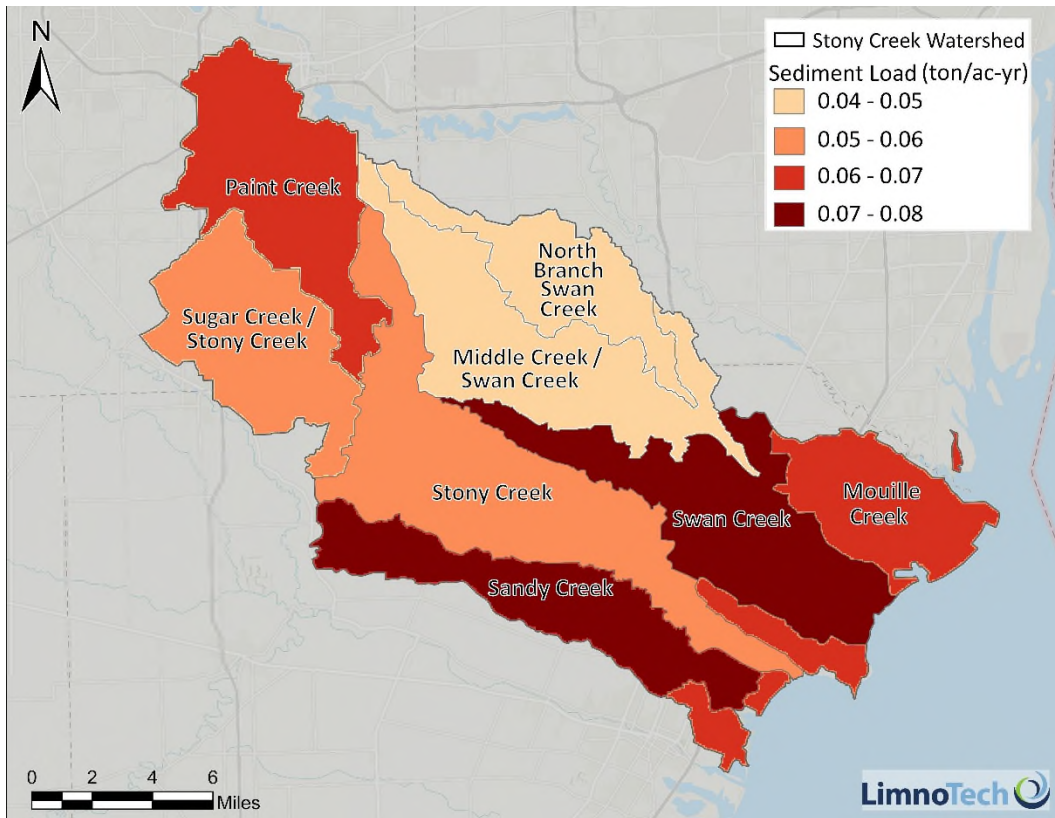 N
Stony Creek Watershed
Sediment Load (ton/ac-yr)
0.04 - 0.05
0.05 - 0.06
0.06 - 0.07
0.07 - 0.08
Paint Creek
North
Branch
Swan
Creek
Sugar Creek /
Stony Creek
Middle Creek /
Swan Creek
Stony Creek
Swan Creek
Mouille
Creek
Sandy Creek
0 2 4 6
Miles
LimnoTech